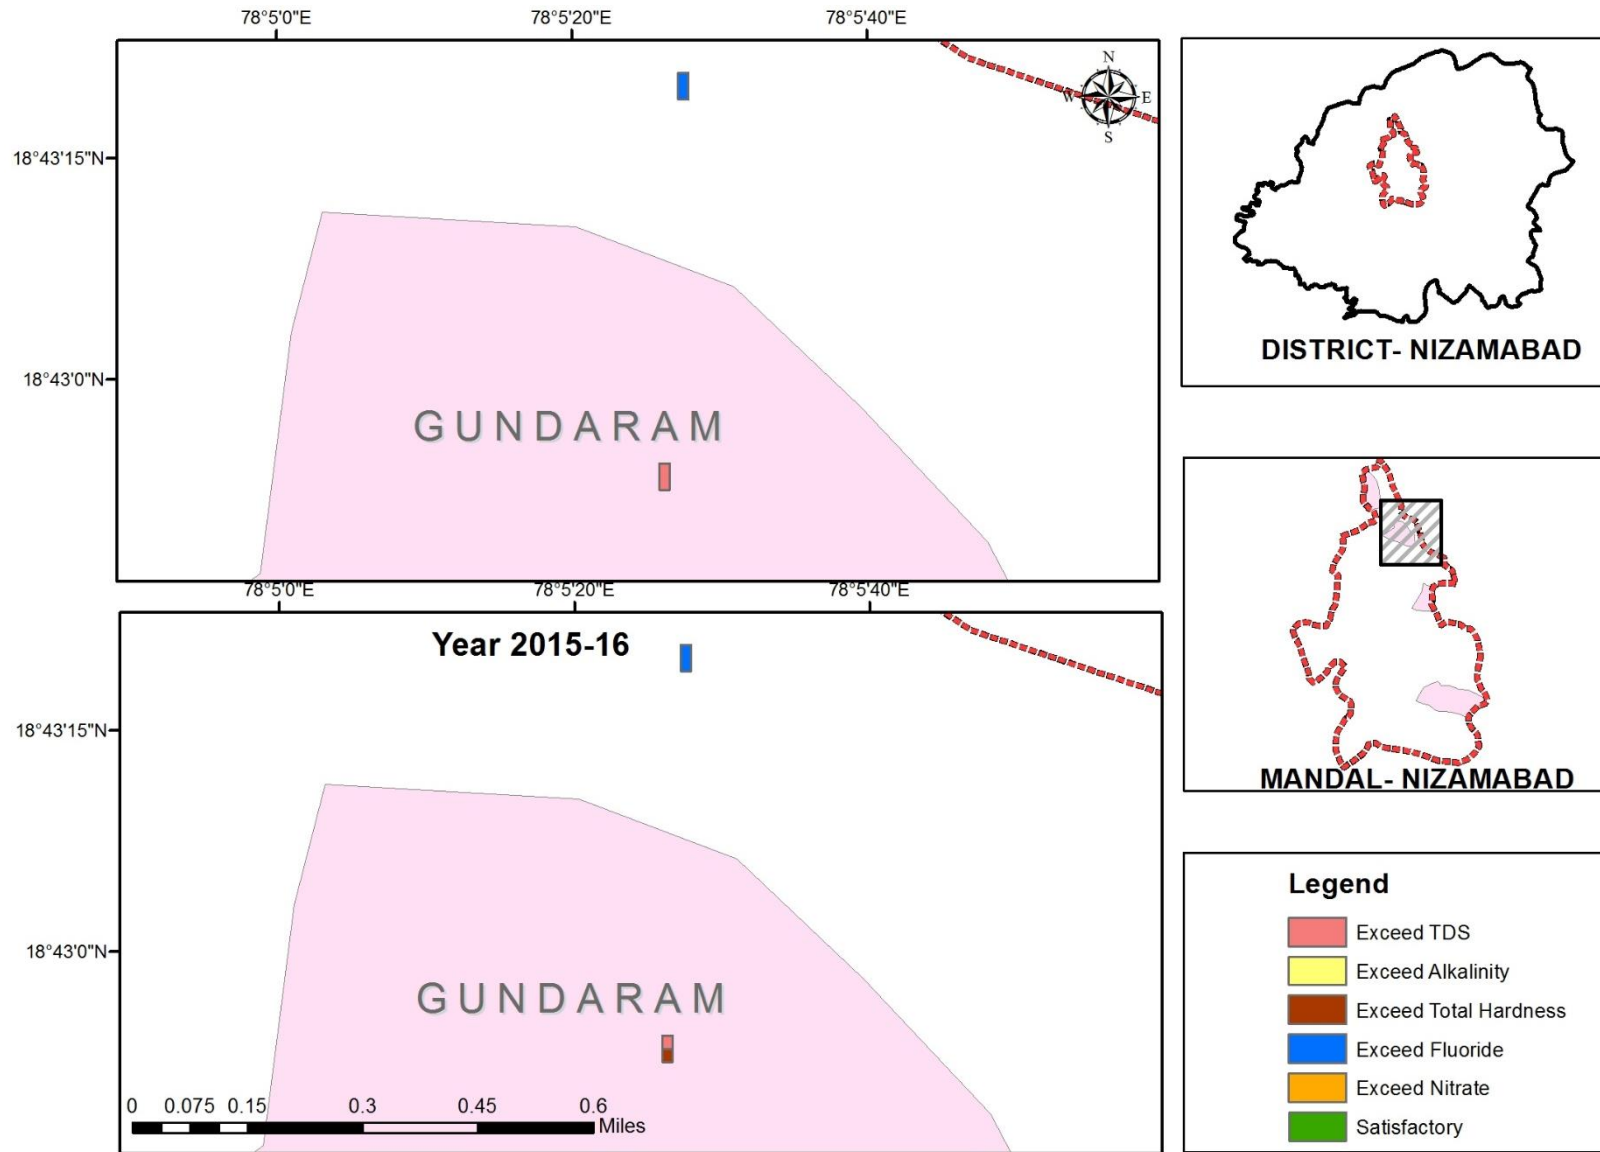 78°5'0"E 78°5'20"E 78°5'40"E
N
W E
S
18°43'15"N
18°43'0"N
GUNDARAM
78°5'0"E 78°5'20"E 78°5'40"E
Year 2015-16
18°43'15"N
18°43'0"N
GUNDARAM
0 0.075 0.15 0.3 0.45 0.6
Miles
DISTRICT- NIZAMABAD
MANDAL- NIZAMABAD
Legend
Exceed TDS
Exceed Alkalinity
Exceed Total Hardness
Exceed Fluoride
Exceed Nitrate
Satisfactory